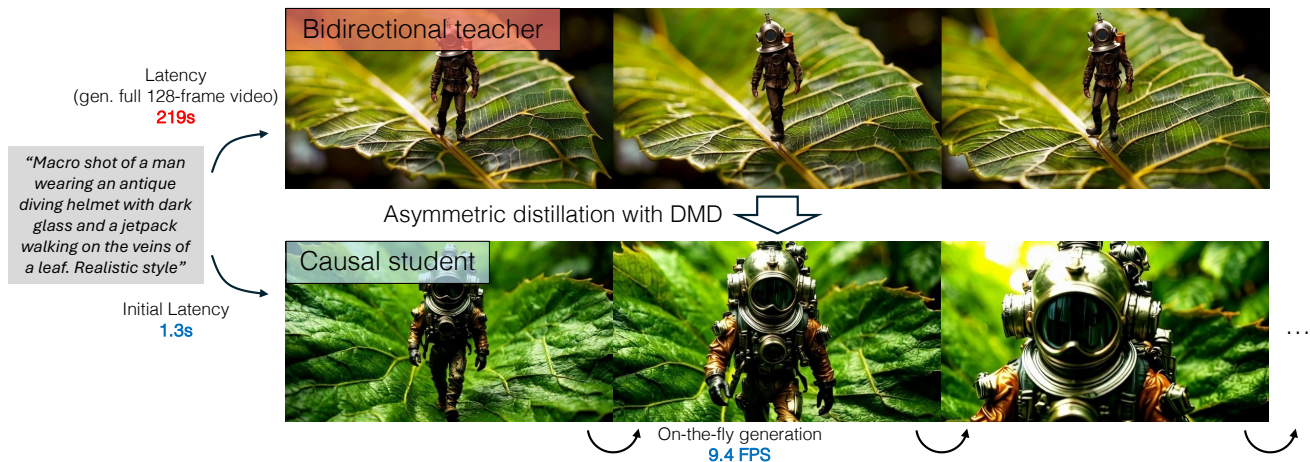 Bidirectional teacher
Latency
(gen. full 128-frame video)
219s
“Macro shot of a man
wearing an antique
diving helmet with dark
glass and a jetpack
walking on the veins of
a leaf. Realistic style”
Asymmetric distillation with DMD
Causal student
Initial Latency
1.3s
...
On-the-fly generation
9.4 FPS